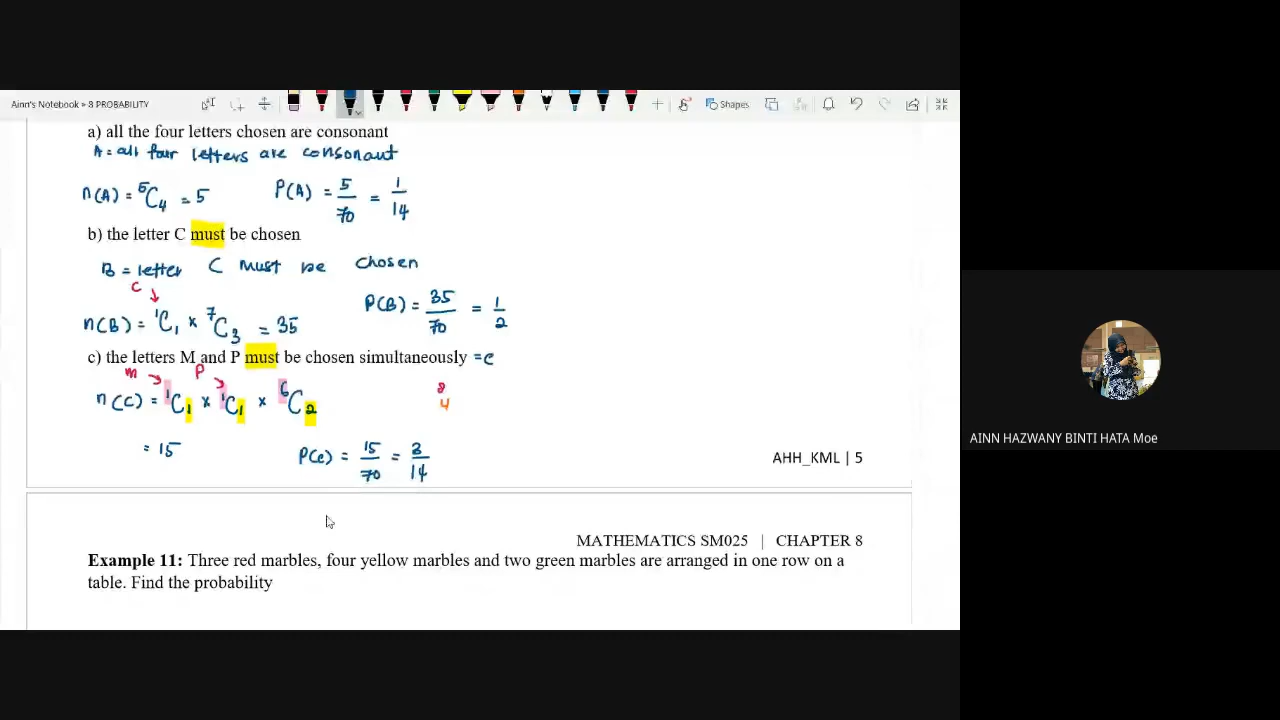 Ainn's Notebook » 8 PROBABILITY
Shapes
a) all the four letters chosen are consonant
A = all four letters are consonant
n(A) = ⁵C₄ = 5 P(A) = 5/70 = 1/14
b) the letter C must be chosen
B = letter C must be chosen
C
n(B) = ¹C₁ × ⁷C₃ = 35 P(B) = 35/70 = 1/2
c) the letters M and P must be chosen simultaneously = C
m P 8
n(C) = ¹C₁ × ¹C₁ × ⁶C₂ 4
= 15 P(C) = 15/70 = 3/14
AHH_KML | 5
MATHEMATICS SM025 | CHAPTER 8
Example 11: Three red marbles, four yellow marbles and two green marbles are arranged in one row on a
table. Find the probability
AINN HAZWANY BINTI HATA Moe